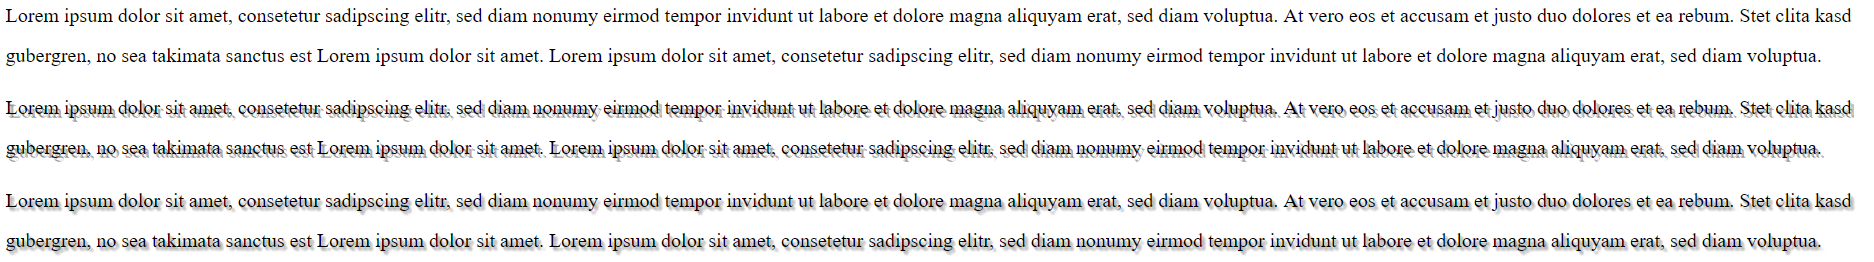 Lorem ipsum dolor sit amet, consetetur sadipscing elitr, sed diam nonumy eirmod tempor invidunt ut labore et dolore magna aliquyam erat, sed diam voluptua. At vero eos et accusam et justo duo dolores et ea rebum. Stet clita kasd
gubergren, no sea takimata sanctus est Lorem ipsum dolor sit amet. Lorem ipsum dolor sit amet, consetetur sadipscing elitr, sed diam nonumy eirmod tempor invidunt ut labore et dolore magna aliquyam erat, sed diam voluptua.
Lorem ipsum dolor sit amet, consetetur sadipscing elitr, sed diam nonumy eirmod tempor invidunt ut labore et dolore magna aliquyam erat, sed diam voluptua. At vero eos et accusam et justo duo dolores et ea rebum. Stet clita kasd
gubergren, no sea takimata sanctus est Lorem ipsum dolor sit amet. Lorem ipsum dolor sit amet, consetetur sadipscing elitr, sed diam nonumy eirmod tempor invidunt ut labore et dolore magna aliquyam erat, sed diam voluptua.
Lorem ipsum dolor sit amet, consetetur sadipscing elitr, sed diam nonumy eirmod tempor invidunt ut labore et dolore magna aliquyam erat, sed diam voluptua. At vero eos et accusam et justo duo dolores et ea rebum. Stet clita kasd
gubergren, no sea takimata sanctus est Lorem ipsum dolor sit amet. Lorem ipsum dolor sit amet, consetetur sadipscing elitr, sed diam nonumy eirmod tempor invidunt ut labore et dolore magna aliquyam erat, sed diam voluptua.